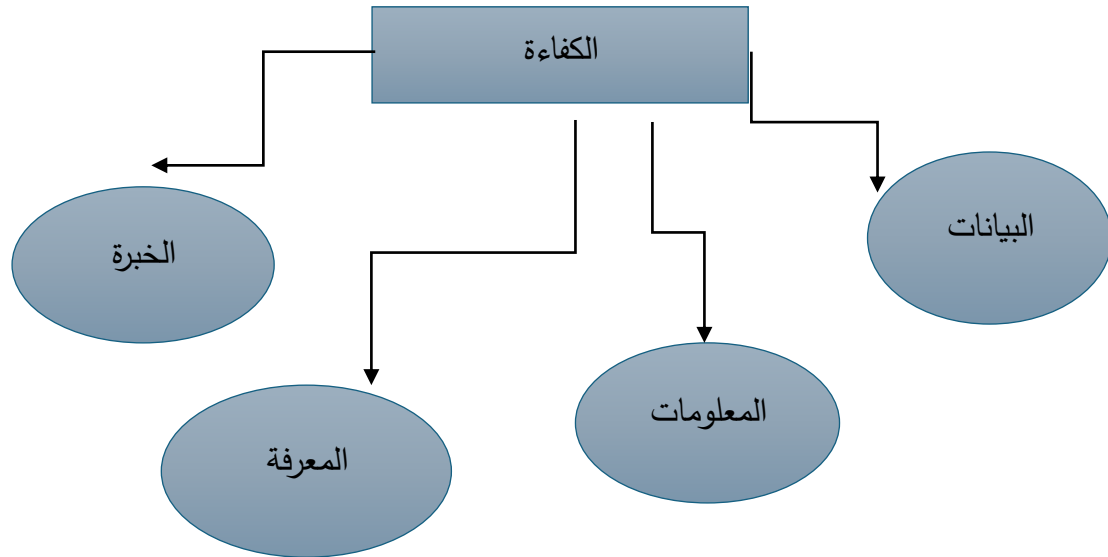 الكفاءة
البيانات
الخبرة
المعلومات
المعرفة